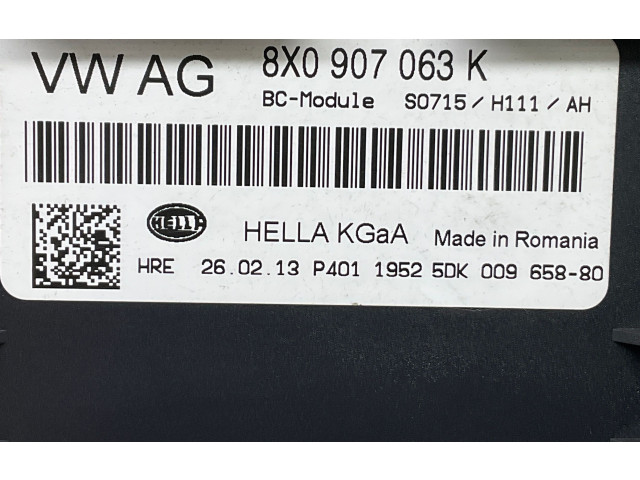 VW AG 8X0 907 063 K
BC-Module S0715/H111/AH
HELLA HELLA KGaA Made in Romania
HRE 26.02.13 P401 1952 5DK 009 658-80